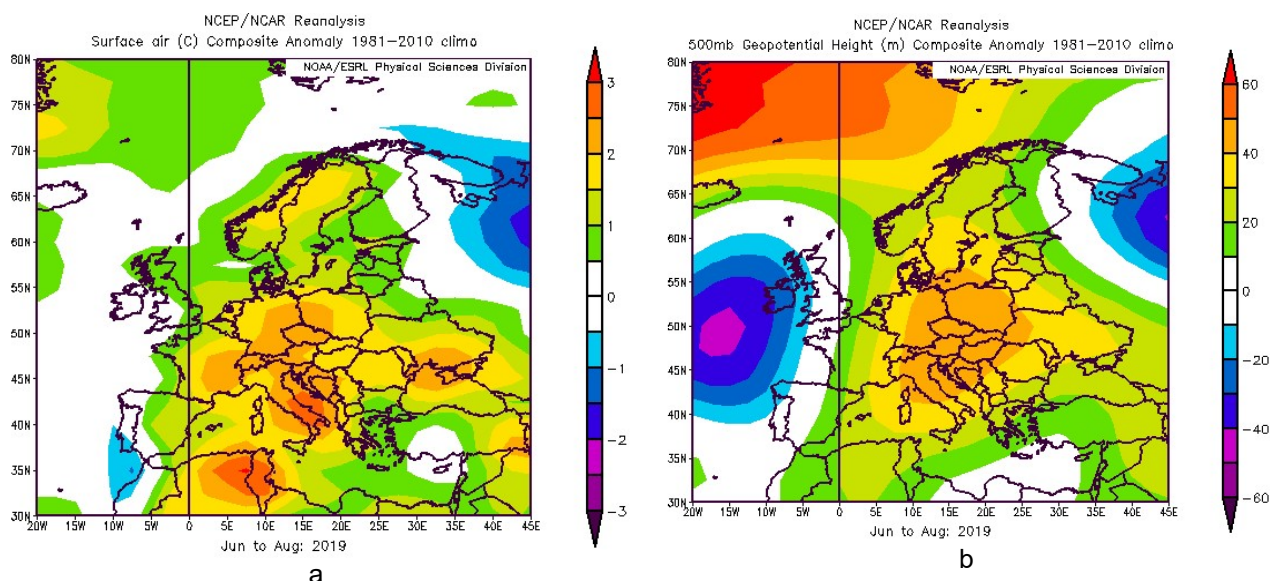 NCEP/NCAR Reanalysis
Surface air (C) Composite Anomaly 1981-2010 climo
NOAA/ESRL Physical Sciences Division
80N
75N
70N
65N
60N
55N
50N
45N
40N
35N
30N
20W 15W 10W 5W 0 5E 10E 15E 20E 25E 30E 35E 40E 45E
Jun to Aug: 2019
3
2
1
0
-1
-2
-3
a
NCEP/NCAR Reanalysis
500mb Geopotential Height (m) Composite Anomaly 1981-2010 climo
NOAA/ESRL Physical Sciences Division
80N
75N
70N
65N
60N
55N
50N
45N
40N
35N
30N
20W 15W 10W 5W 0 5E 10E 15E 20E 25E 30E 35E 40E 45E
Jun to Aug: 2019
60
40
20
0
-20
-40
-60
b